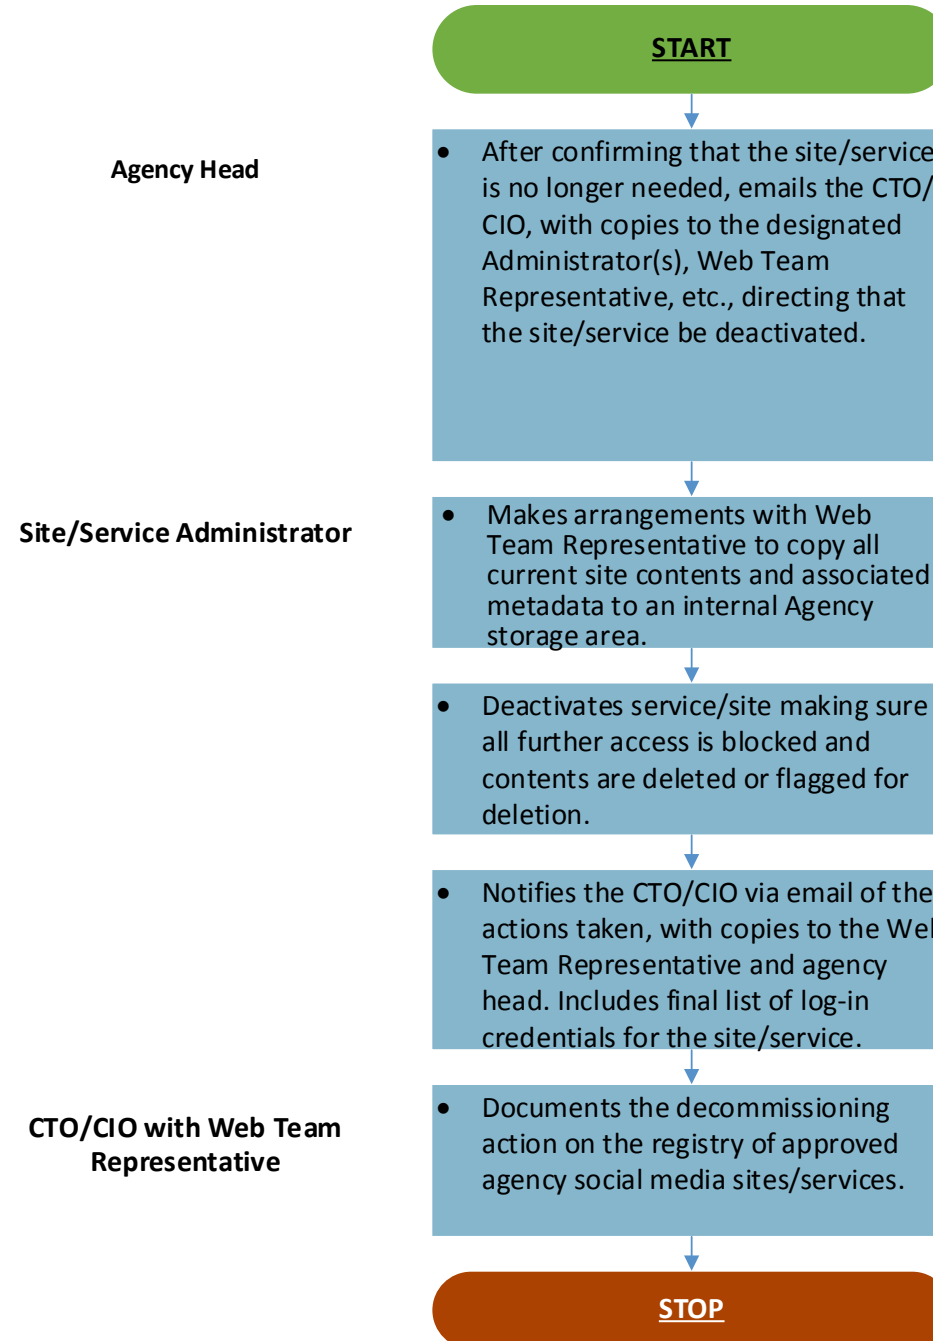 START
Agency Head
• After confirming that the site/service
is no longer needed, emails the CTO/
CIO, with copies to the designated
Administrator(s), Web Team
Representative, etc., directing that
the site/service be deactivated.
Site/Service Administrator
• Makes arrangements with Web
Team Representative to copy all
current site contents and associated
metadata to an internal Agency
storage area.
• Deactivates service/site making sure
all further access is blocked and
contents are deleted or flagged for
deletion.
• Notifies the CTO/CIO via email of the
actions taken, with copies to the Web
Team Representative and agency
head. Includes final list of log-in
credentials for the site/service.
CTO/CIO with Web Team
Representative
• Documents the decommissioning
action on the registry of approved
agency social media sites/services.
STOP